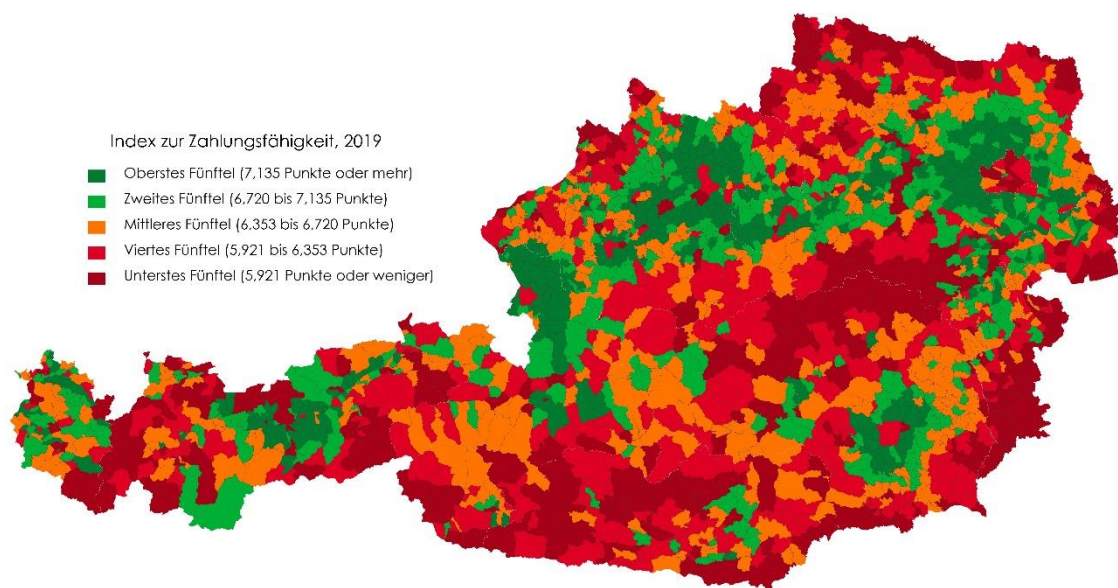 Index zur Zahlungsfähigkeit, 2019
Oberstes Fünftel (7,135 Punkte oder mehr)
Zweites Fünftel (6,720 bis 7,135 Punkte)
Mittleres Fünftel (6,353 bis 6,720 Punkte)
Viertes Fünftel (5,921 bis 6,353 Punkte)
Unterstes Fünftel (5,921 Punkte oder weniger)